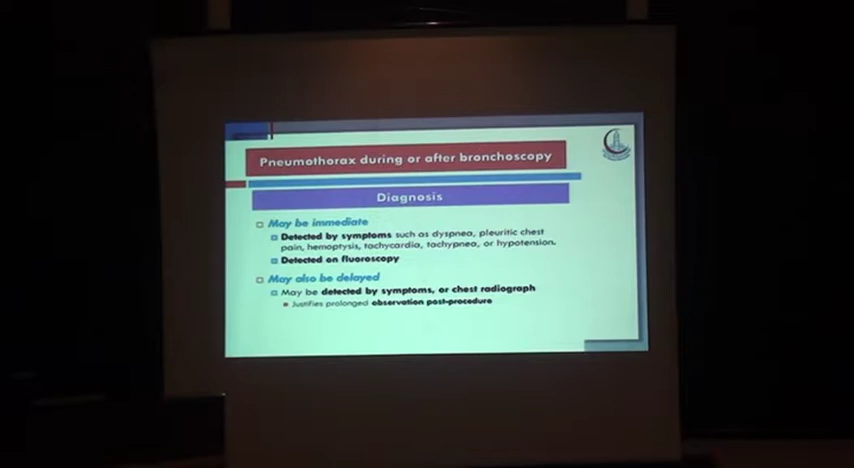 Pneumothorax during or after bronchoscopy
Diagnosis
May be immediate
Detected by symptoms such as dyspnea, pleuritic chest
pain, hemoptysis, tachycardia, tachypnea, or hypotension.
Detected on fluoroscopy
May also be delayed
May be detected by symptoms, or chest radiograph
Justifies prolonged observation post-procedure